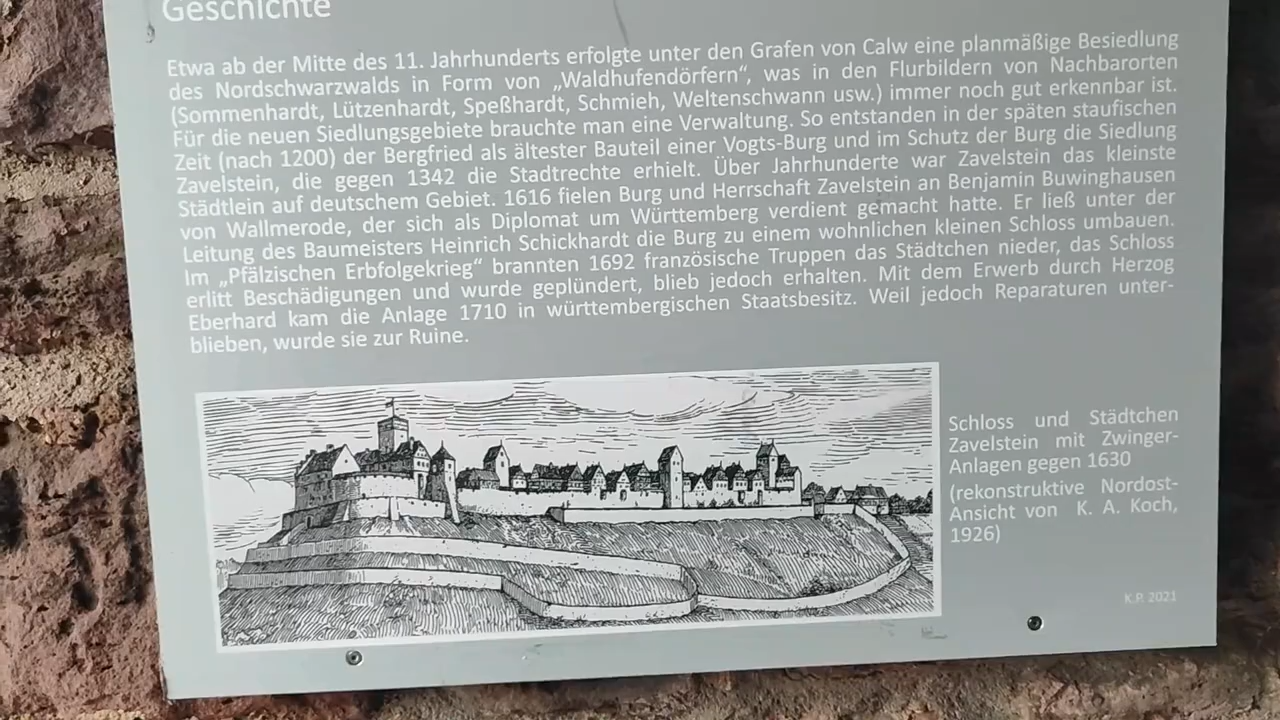 Geschichte
Etwa ab der Mitte des 11. Jahrhunderts erfolgte unter den Grafen von Calw eine planmäßige Besiedlung
des Nordschwarzwalds in Form von „Waldhufendörfern“, was in den Flurbildern von Nachbarorten
(Sommenhardt, Lützenhardt, Speßhardt, Schmieh, Weltenschwann usw.) immer noch gut erkennbar ist.
Für die neuen Siedlungsgebiete brauchte man eine Verwaltung. So entstanden in der späten staufischen
Zeit (nach 1200) der Bergfried als ältester Bauteil einer Vogts-Burg und im Schutz der Burg die Siedlung
Zavelstein, die gegen 1342 die Stadtrechte erhielt. Über Jahrhunderte war Zavelstein das kleinste
Städtlein auf deutschem Gebiet. 1616 fielen Burg und Herrschaft Zavelstein an Benjamin Buwinghausen
von Wallmerode, der sich als Diplomat um Württemberg verdient gemacht hatte. Er ließ unter der
Leitung des Baumeisters Heinrich Schickhardt die Burg zu einem wohnlichen kleinen Schloss umbauen.
Im „Pfälzischen Erbfolgekrieg“ brannten 1692 französische Truppen das Städtchen nieder, das Schloss
erlitt Beschädigungen und wurde geplündert, blieb jedoch erhalten. Mit dem Erwerb durch Herzog
Eberhard kam die Anlage 1710 in württembergischen Staatsbesitz. Weil jedoch Reparaturen unter-
blieben, wurde sie zur Ruine.
Schloss und Städtchen
Zavelstein mit Zwinger-
Anlagen gegen 1630
(rekonstruktive Nordost-
Ansicht von K. A. Koch,
1926)
K.P. 2021